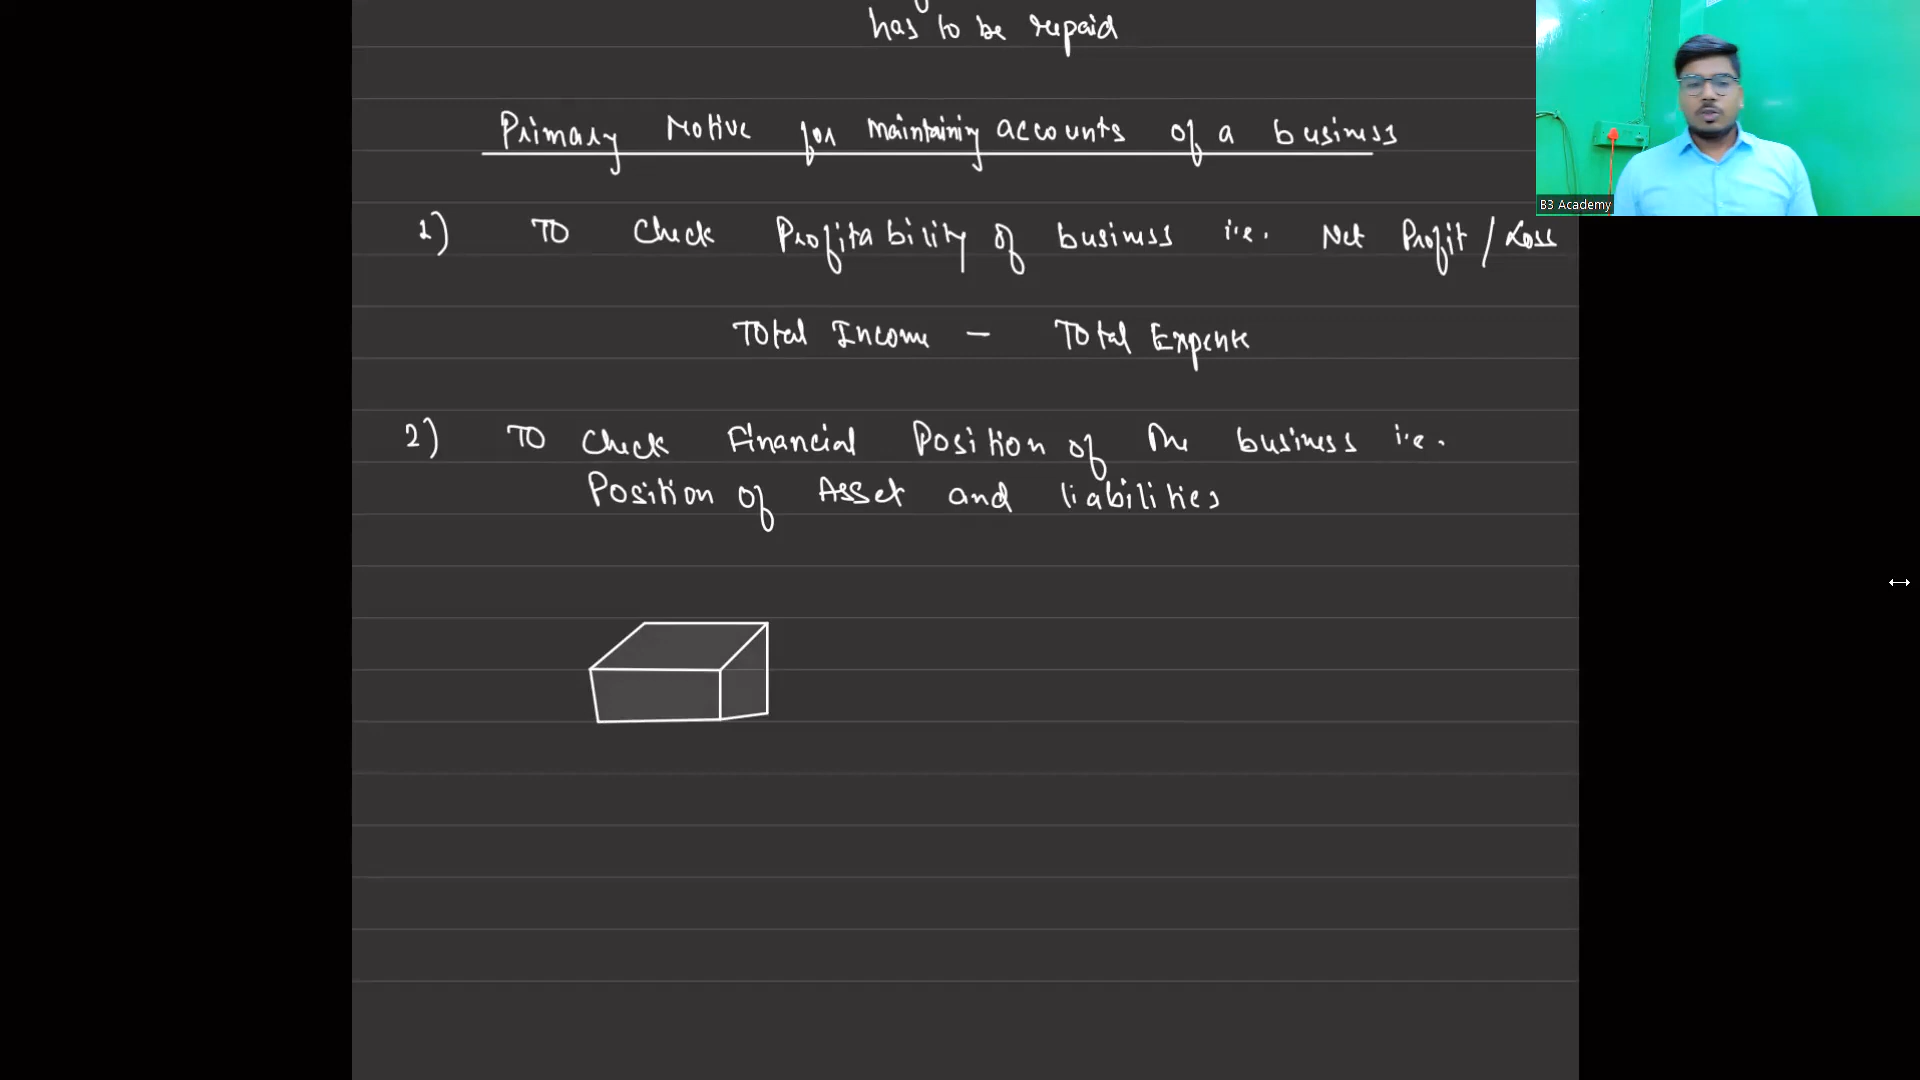 has to be repaid
Primary Motive for maintaining accounts of a business
B3 Academy
1) To Check Profitability of business i.e. Net Profit / Loss
Total Income - Total Expense
2) To Check Financial Position of the business i.e.
Position of Asset and liabilities